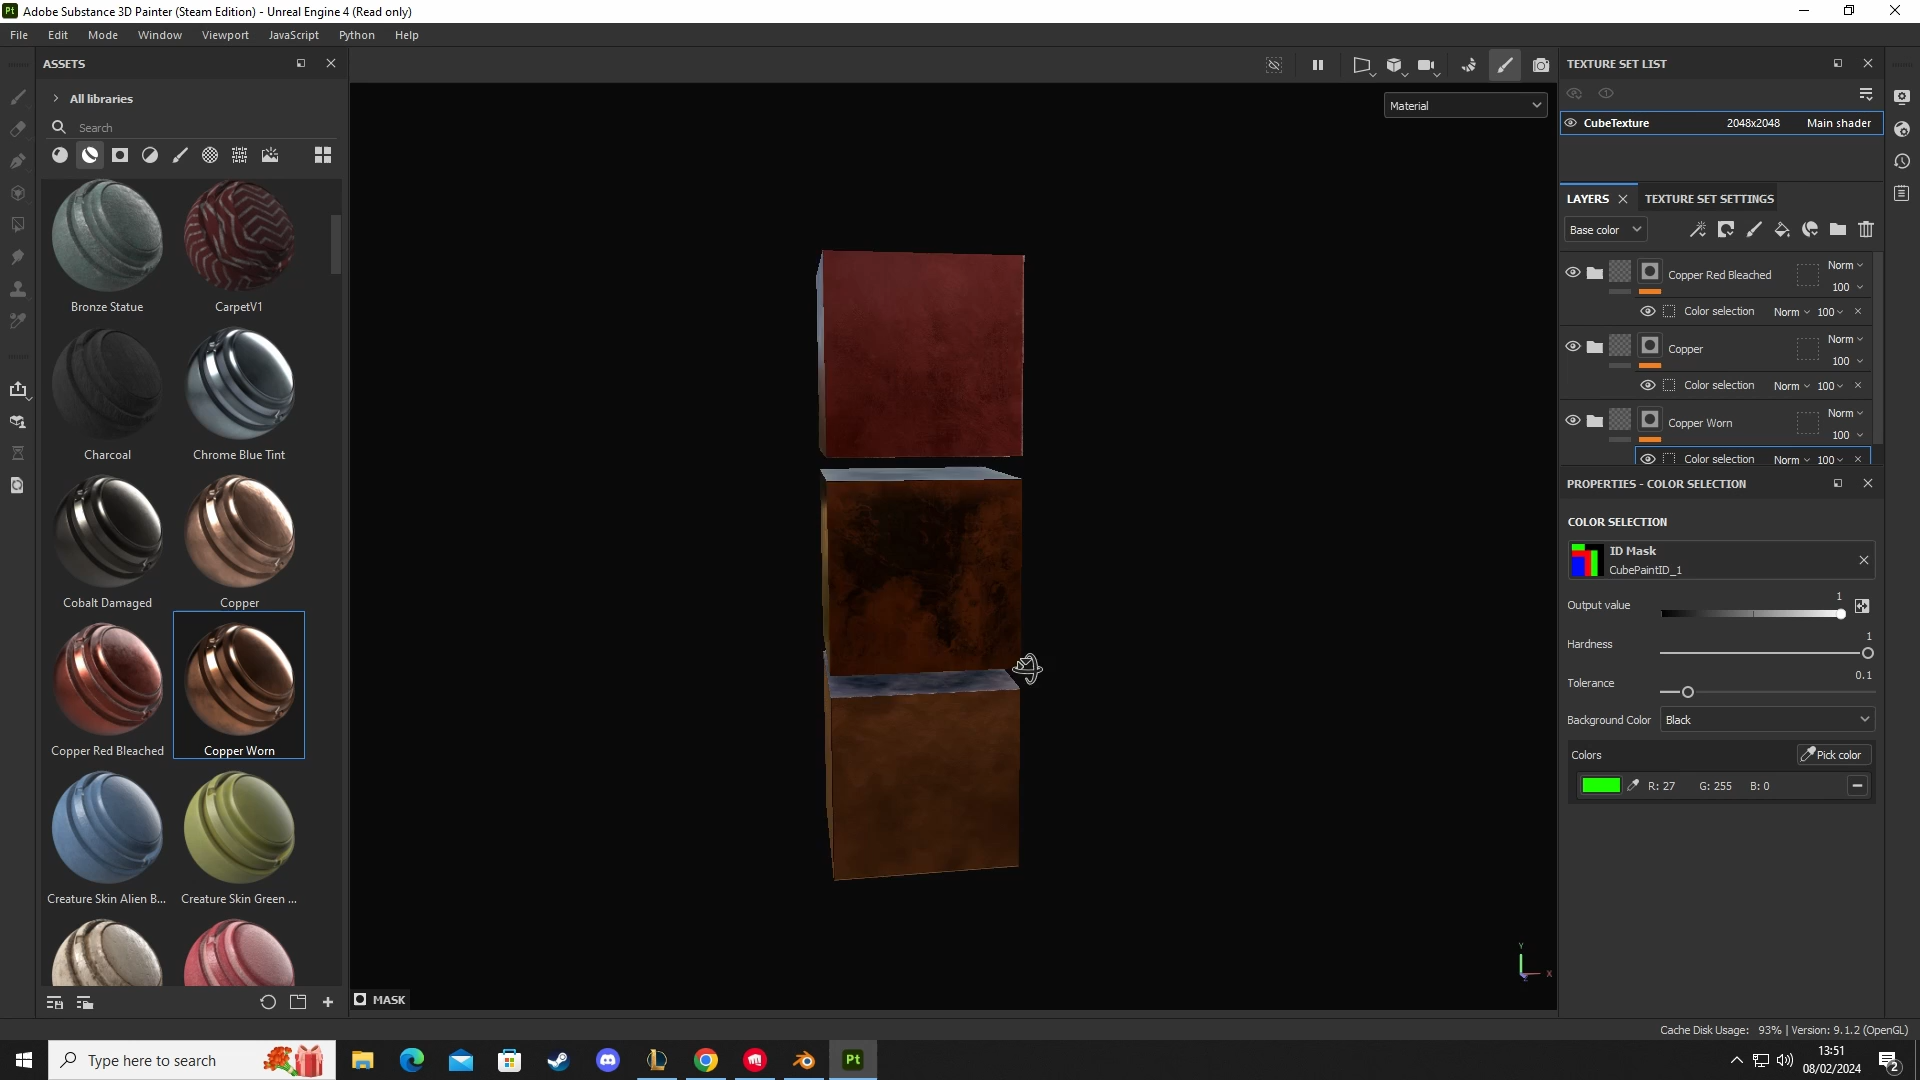 Pt Adobe Substance 3D Painter (Steam Edition) - Unreal Engine 4 (Read only)
File Edit Mode Window Viewport JavaScript Python Help
ASSETS
All libraries
Search
Bronze Statue CarpetV1
Charcoal Chrome Blue Tint
Cobalt Damaged Copper
Copper Red Bleached Copper Worn
Creature Skin Alien B... Creature Skin Green ...
Material
MASK
Y
X
TEXTURE SET LIST
CubeTexture 2048x2048 Main shader
LAYERS TEXTURE SET SETTINGS
Base color
Copper Red Bleached Norm
100
Color selection Norm 100
Copper Norm
100
Color selection Norm 100
Copper Worn Norm
100
Color selection Norm 100
PROPERTIES - COLOR SELECTION
COLOR SELECTION
ID Mask
CubePaintID_1
Output value 1
Hardness 1
Tolerance 0.1
Background Color Black
Colors Pick color
R: 27 G: 255 B: 0
Cache Disk Usage: 93% | Version: 9.1.2 (OpenGL)
Type here to search
Pt
13:51
08/02/2024
2